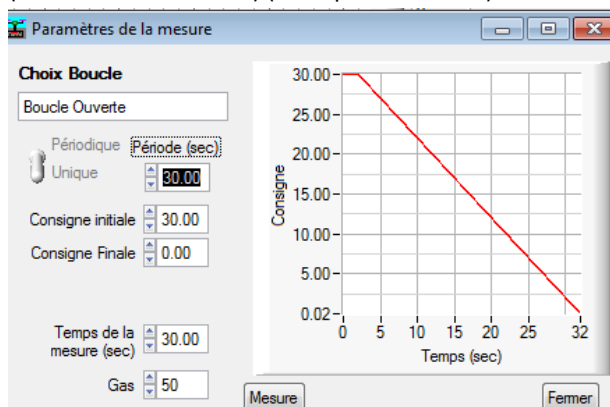 Paramètres de la mesure
Choix Boucle
Boucle Ouverte
Périodique
Unique
Période (sec)
30.00
Consigne initiale 30.00
Consigne Finale 0.00
Temps de la
mesure (sec) 30.00
Gas 50
Consigne
30.00
25.00
20.00
15.00
10.00
5.00
0.02
0 5 10 15 20 25 32
Temps (sec)
Mesure
Fermer